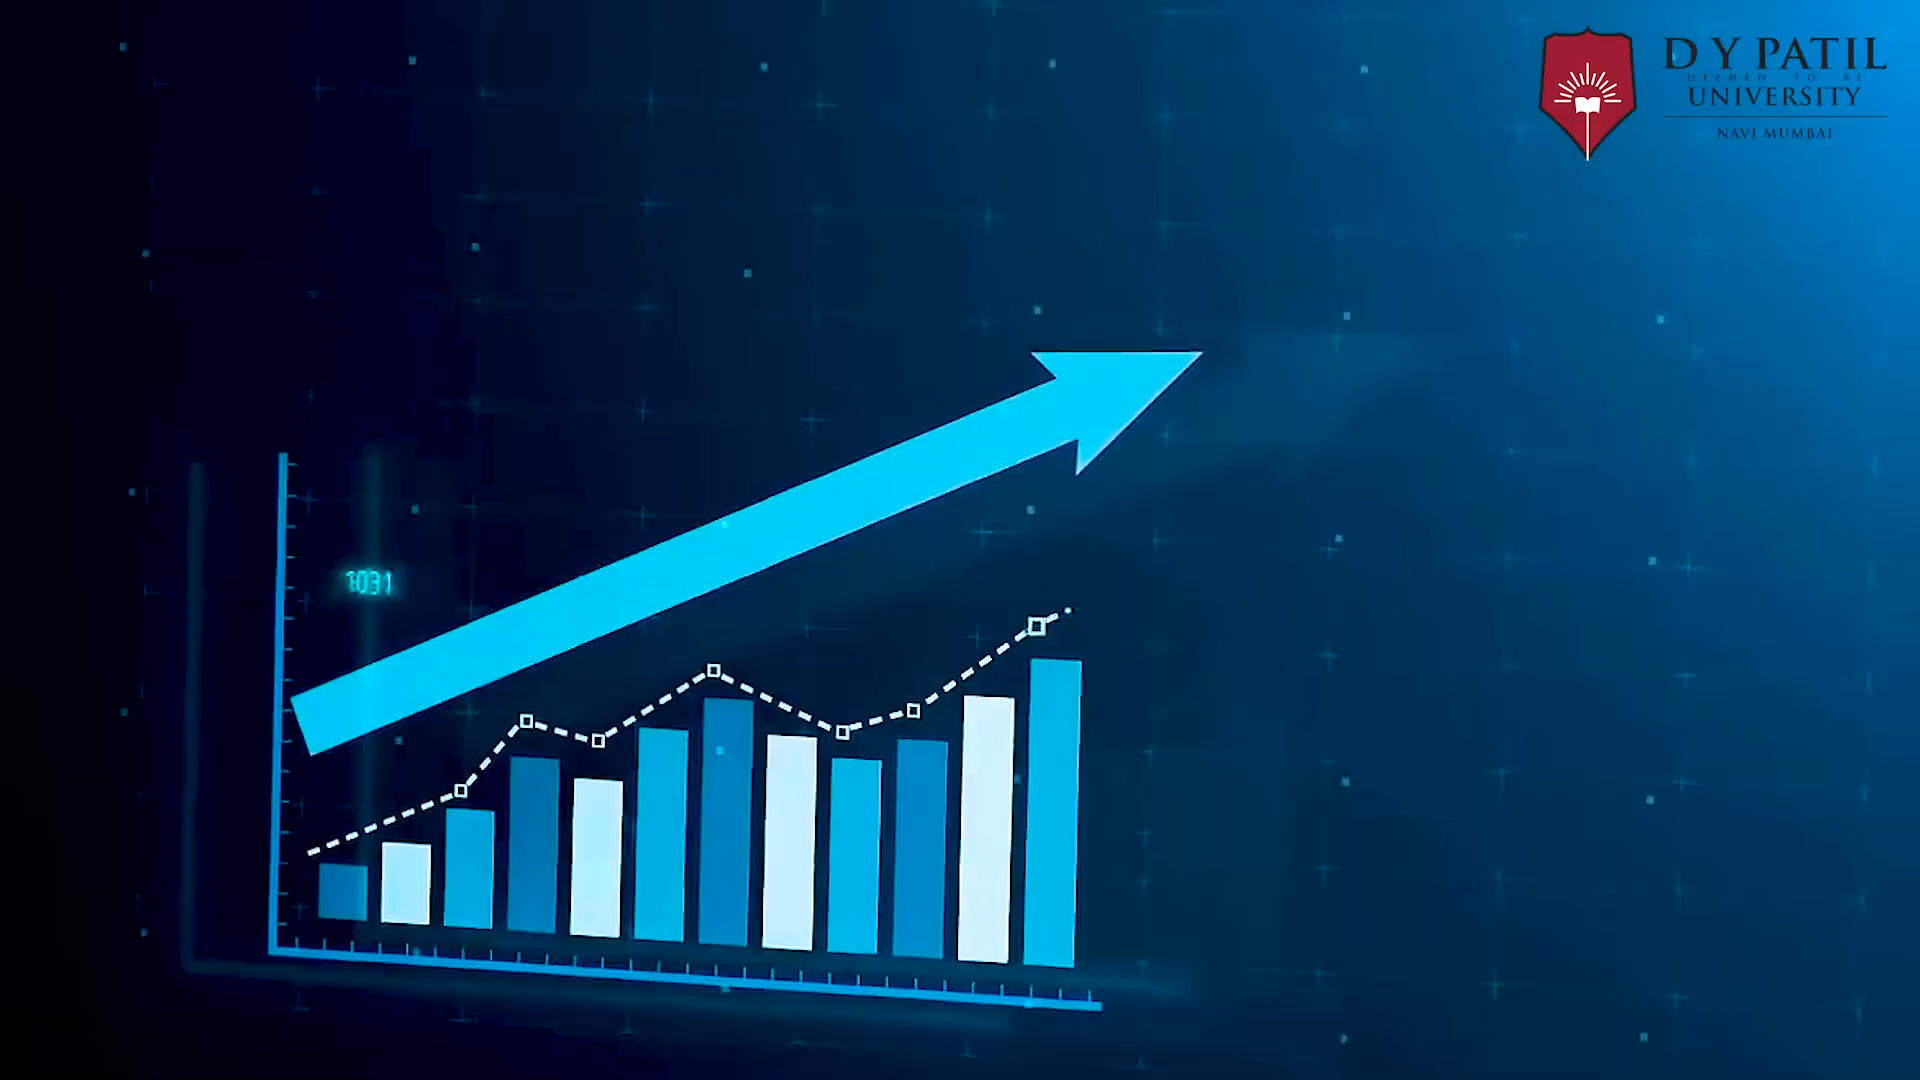 D Y PATIL
DEEMED TO BE
UNIVERSITY
NAVI MUMBAI
1031